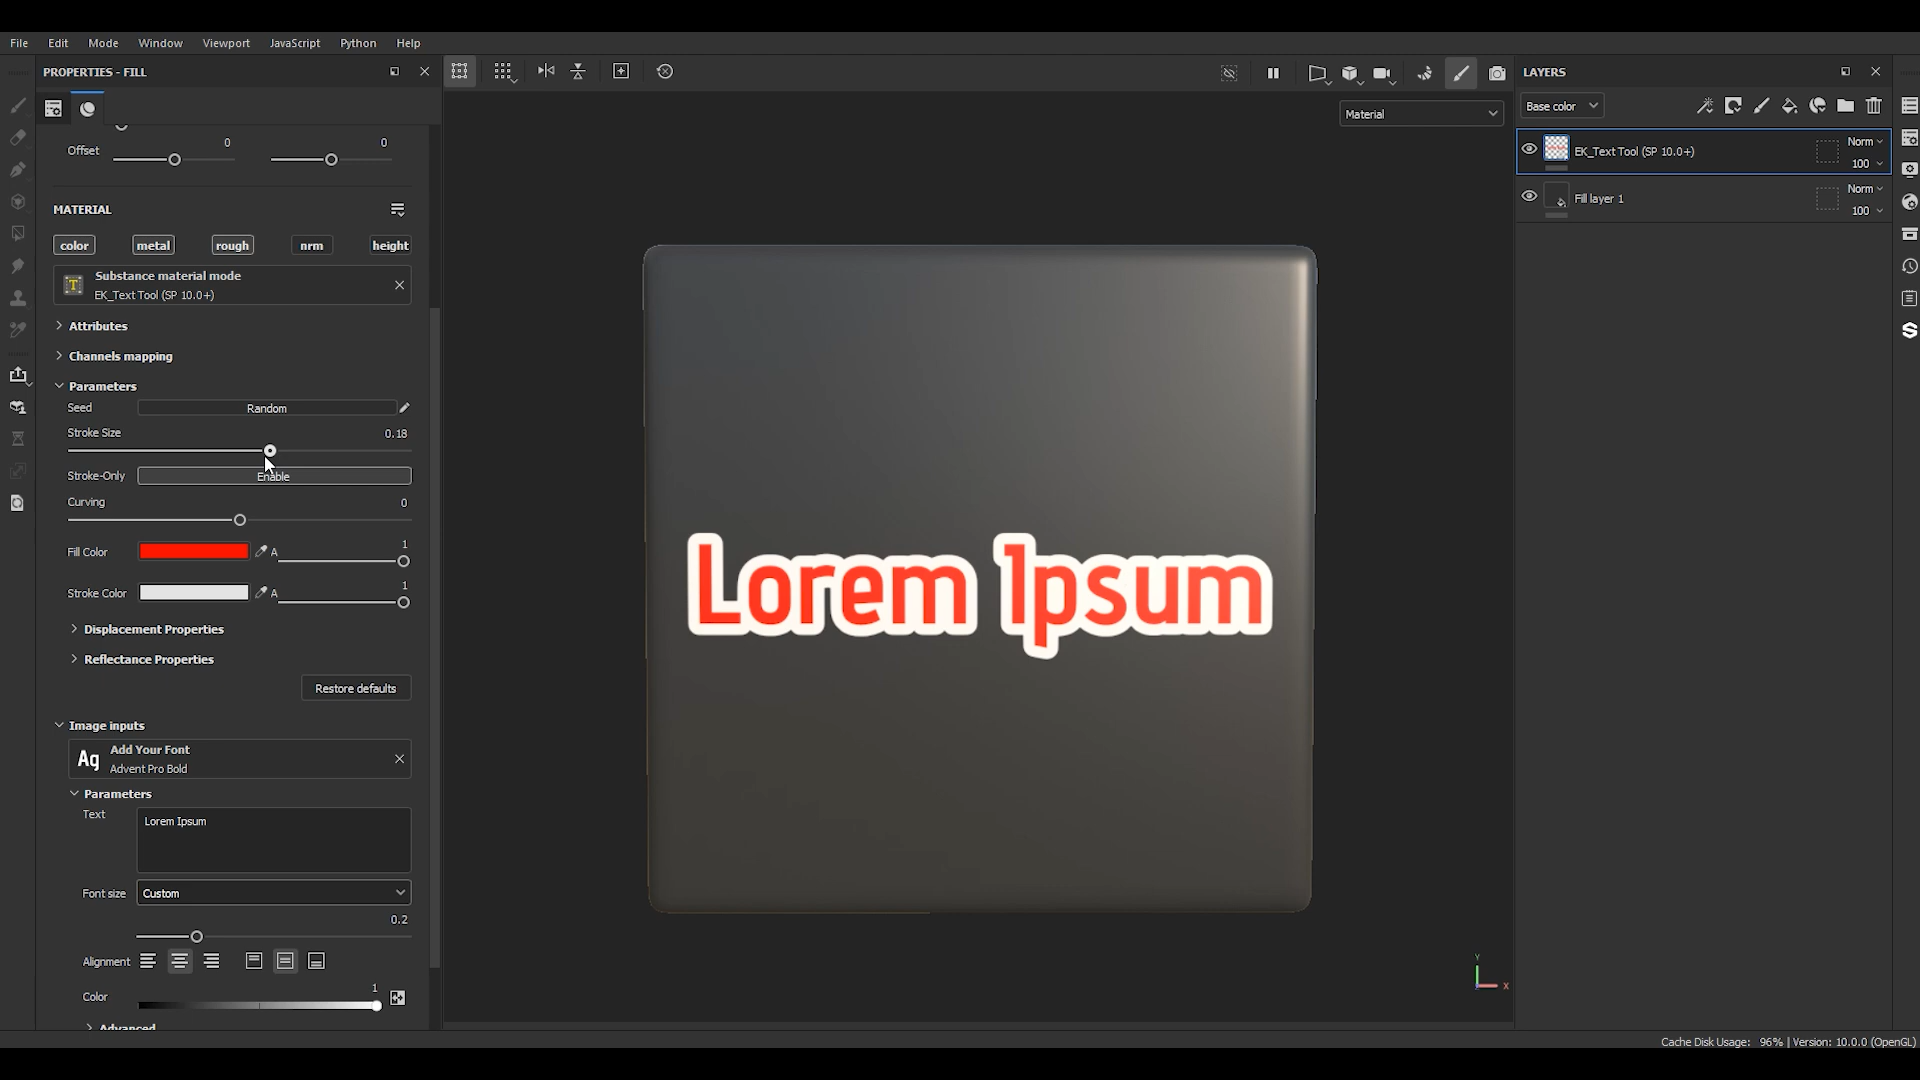 File Edit Mode Window Viewport JavaScript Python Help
PROPERTIES - FILL
Offset 0 0
MATERIAL
color metal rough nrm height
Substance material mode
EK_Text Tool (SP 10.0+)
Attributes
Channels mapping
Parameters
Seed Random
Stroke Size 0.18
Stroke-Only Enable
Curving 0
Fill Color A 1
Stroke Color A 1
Displacement Properties
Reflectance Properties
Restore defaults
Image inputs
Ag Add Your Font
Advent Pro Bold
Parameters
Text Lorem Ipsum
Font size Custom
0.2
Alignment
Color 1
Advanced
Material
Lorem Ipsum
Y
X
LAYERS
Base color
EK_Text Tool (SP 10.0+) Norm
100
Fill layer 1 Norm
100
Cache Disk Usage: 96% | Version: 10.0.0 (OpenGL)